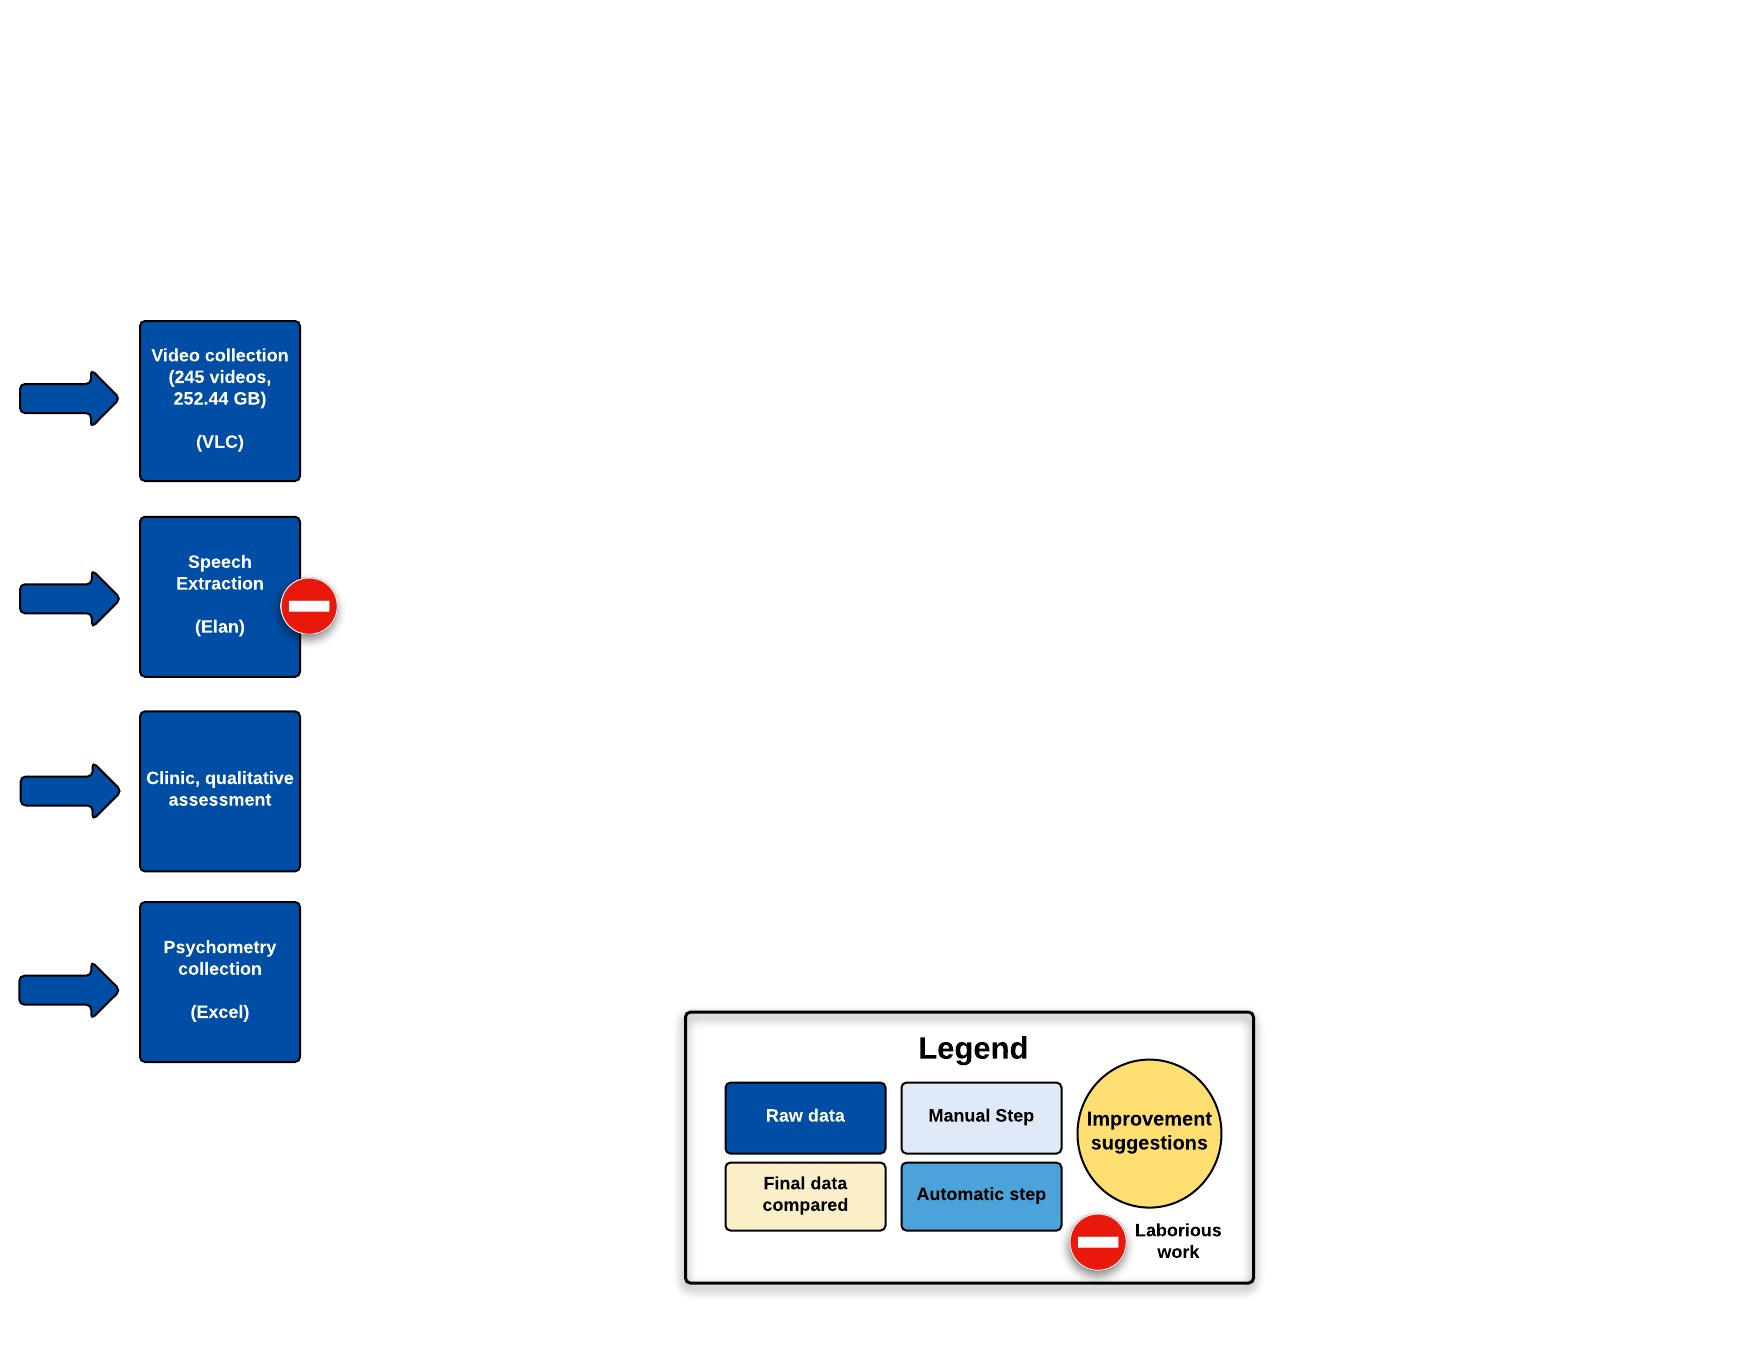 Video collection
(245 videos,
252.44 GB)
(VLC)
Speech
Extraction
(Elan)
Clinic, qualitative
assessment
Psychometry
collection
(Excel)
Legend
Raw data
Manual Step
Improvement
suggestions
Final data
compared
Automatic step
Laborious
work